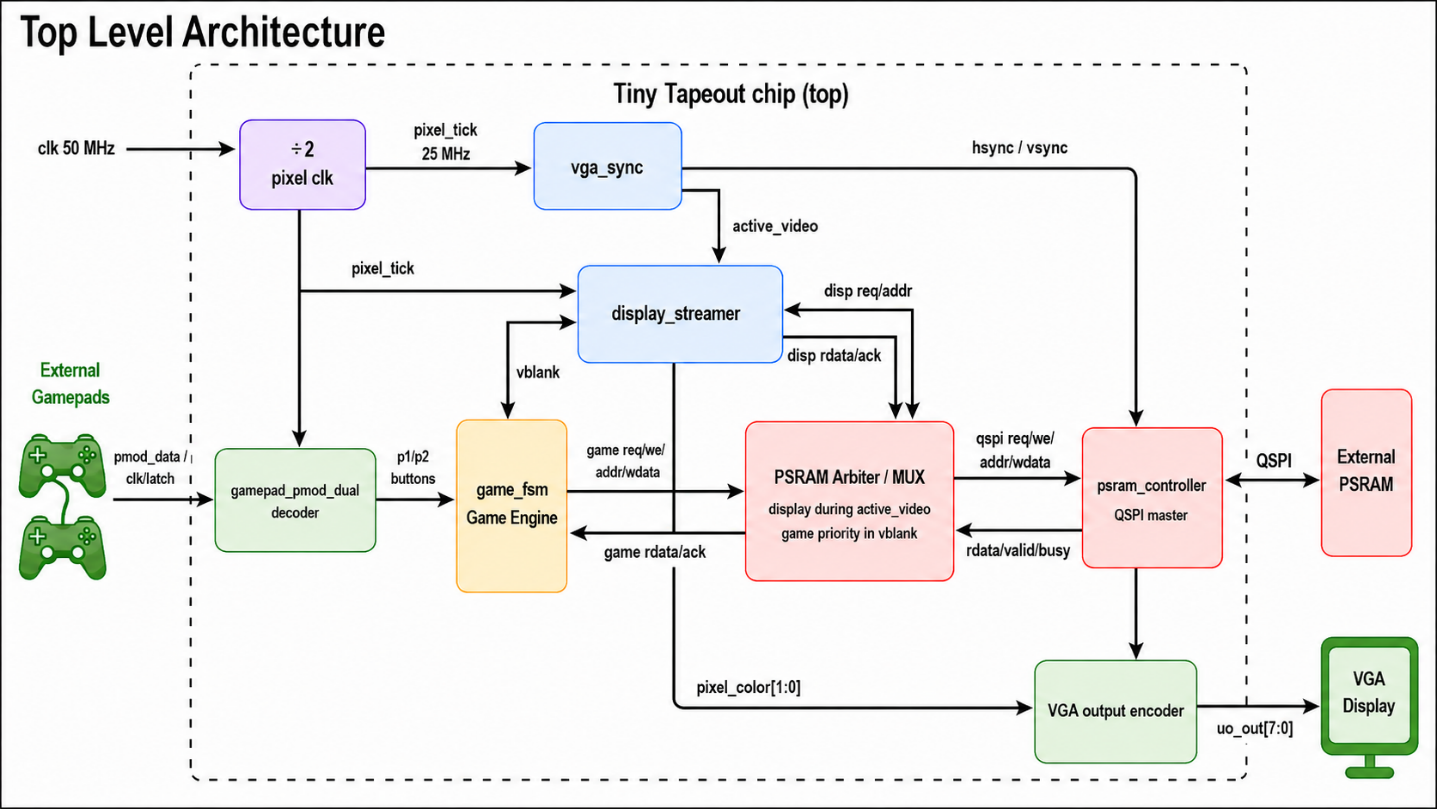 Top Level Architecture
Tiny Tapeout chip (top)
clk 50 MHz
÷ 2
pixel clk
pixel_tick
25 MHz
vga_sync
hsync / vsync
active_video
pixel_tick
display_streamer
disp req/addr
disp rdata/ack
vblank
External
Gamepads
pmod_data /
clk/latch
gamepad_pmod_dual
decoder
p1/p2
buttons
game_fsm
Game Engine
game req/we/
addr/wdata
game rdata/ack
PSRAM Arbiter / MUX
display during active_video
game priority in vblank
qspi req/we/
addr/wdata
rdata/valid/busy
psram_controller
QSPI master
QSPI
External
PSRAM
pixel_color[1:0]
VGA output encoder
uo_out[7:0]
VGA
Display